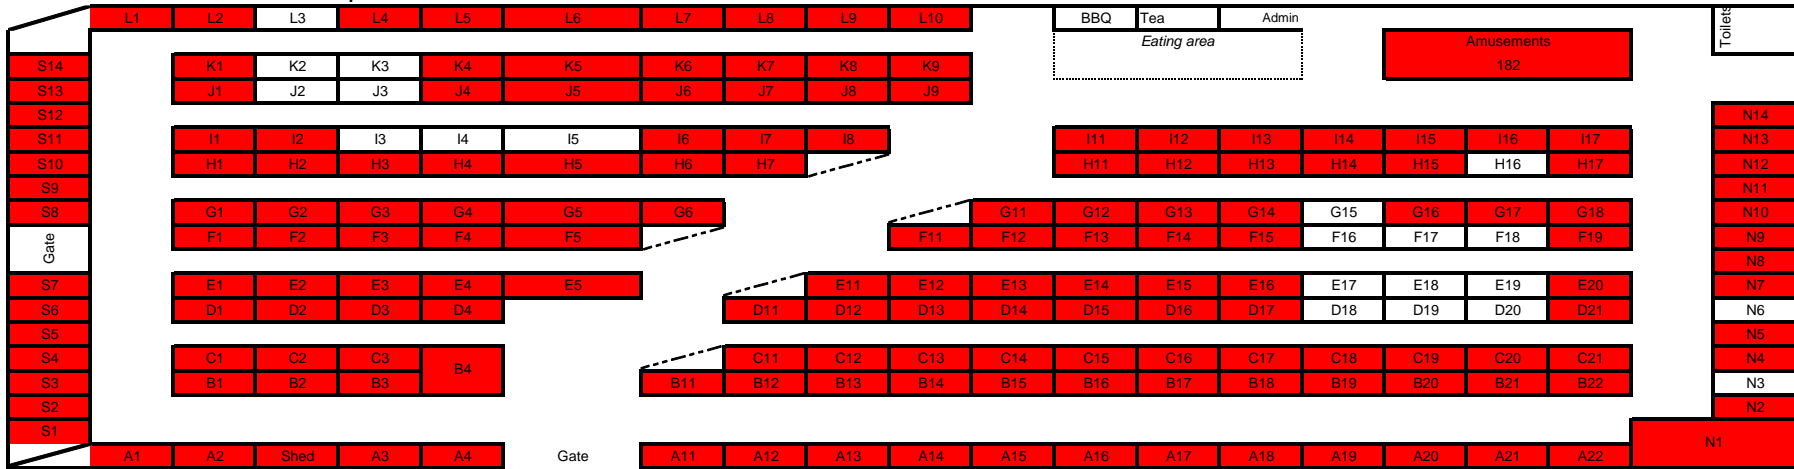 L1 L2 L3 L4 L5 L6 L7 L8 L9 L10 BBQ Tea Admin Toilets
Eating area Amusements
S14 K1 K2 K3 K4 K5 K6 K7 K8 K9 182
S13 J1 J2 J3 J4 J5 J6 J7 J8 J9
S12 N14
S11 I1 I2 I3 I4 I5 I6 I7 I8 I11 I12 I13 I14 I15 I16 I17 N13
S10 H1 H2 H3 H4 H5 H6 H7 H11 H12 H13 H14 H15 H16 H17 N12
S9 N11
S8 G1 G2 G3 G4 G5 G6 G11 G12 G13 G14 G15 G16 G17 G18 N10
Gate F1 F2 F3 F4 F5 F11 F12 F13 F14 F15 F16 F17 F18 F19 N9
N8
S7 E1 E2 E3 E4 E5 E11 E12 E13 E14 E15 E16 E17 E18 E19 E20 N7
S6 D1 D2 D3 D4 D11 D12 D13 D14 D15 D16 D17 D18 D19 D20 D21 N6
S5 N5
S4 C1 C2 C3 B4 C11 C12 C13 C14 C15 C16 C17 C18 C19 C20 C21 N4
S3 B1 B2 B3 B11 B12 B13 B14 B15 B16 B17 B18 B19 B20 B21 B22 N3
S2 N2
S1 N1
A1 A2 Shed A3 A4 Gate A11 A12 A13 A14 A15 A16 A17 A18 A19 A20 A21 A22